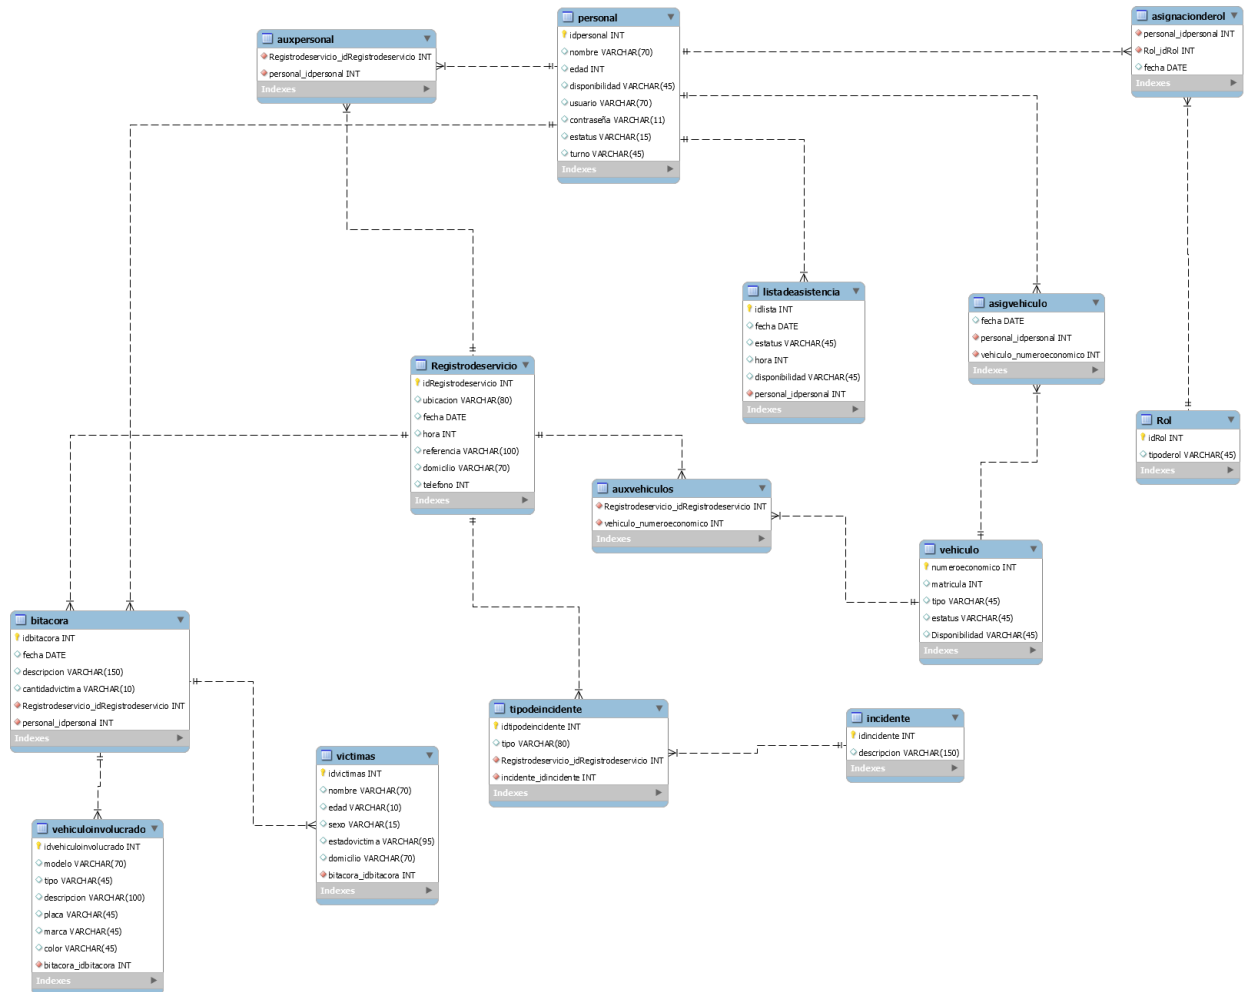 personal
idpersonal INT
nombre VARCHAR(70)
edad INT
disponibilidad VARCHAR(45)
usuario VARCHAR(70)
contraseña VARCHAR(11)
estatus VARCHAR(15)
turno VARCHAR(45)
Indexes
asignacionderol
personal_idpersonal INT
Rol_idRol INT
fecha DATE
Indexes
auxpersonal
Registrodeservicio_idRegistrodeservicio INT
personal_idpersonal INT
Indexes
listadeasistencia
idlista INT
fecha DATE
estatus VARCHAR(45)
hora INT
disponibilidad VARCHAR(45)
personal_idpersonal INT
Indexes
asigvehiculo
fecha DATE
personal_idpersonal INT
vehiculo_numeroeconomico INT
Indexes
Registrodeservicio
idRegistrodeservicio INT
ubicacion VARCHAR(80)
fecha DATE
hora INT
referencia VARCHAR(100)
domicilio VARCHAR(70)
telefono INT
Indexes
Rol
idRol INT
tipoderol VARCHAR(45)
Indexes
auxvehiculos
Registrodeservicio_idRegistrodeservicio INT
vehiculo_numeroeconomico INT
Indexes
vehiculo
numeroeconomico INT
matricula INT
tipo VARCHAR(45)
estatus VARCHAR(45)
Disponibilidad VARCHAR(45)
Indexes
bitacora
idbitacora INT
fecha DATE
descripcion VARCHAR(150)
cantidadvictima VARCHAR(10)
Registrodeservicio_idRegistrodeservicio INT
personal_idpersonal INT
Indexes
tipodeincidente
idtipodeincidente INT
tipo VARCHAR(80)
Registrodeservicio_idRegistrodeservicio INT
incidente_idincidente INT
Indexes
incidente
idincidente INT
descripcion VARCHAR(150)
Indexes
victimas
idvictimas INT
nombre VARCHAR(70)
edad VARCHAR(10)
sexo VARCHAR(15)
estadovictima VARCHAR(95)
domicilio VARCHAR(70)
bitacora_idbitacora INT
Indexes
vehiculoinvolucrado
idvehiculoinvolucrado INT
modelo VARCHAR(70)
tipo VARCHAR(45)
descripcion VARCHAR(100)
placa VARCHAR(45)
marca VARCHAR(45)
color VARCHAR(45)
bitacora_idbitacora INT
Indexes